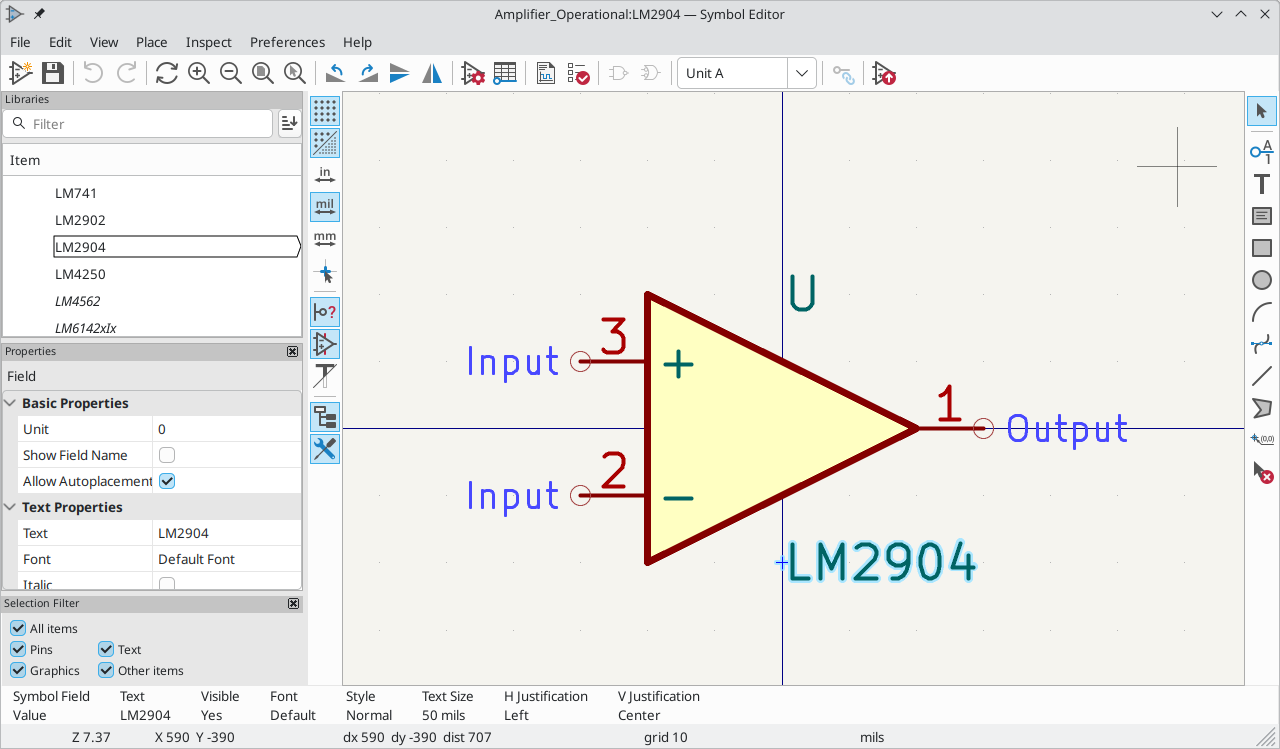 Amplifier_Operational:LM2904 — Symbol Editor
File Edit View Place Inspect Preferences Help
Unit A
Libraries
Filter
Item
LM741
LM2902
LM2904
LM4250
LM4562
LM6142xIx
Properties
Field
Basic Properties
Unit 0
Show Field Name
Allow Autoplacement
Text Properties
Text LM2904
Font Default Font
Italic
Selection Filter
All items
Pins Text
Graphics Other items
in
mil
mm
U
3
Input
+
1
Output
2
Input
−
LM2904
A
1
T
(0,0)
Symbol Field Text Visible Font Style Text Size H Justification V Justification
Value LM2904 Yes Default Normal 50 mils Left Center
Z 7.37 X 590 Y -390 dx 590 dy -390 dist 707 grid 10 mils